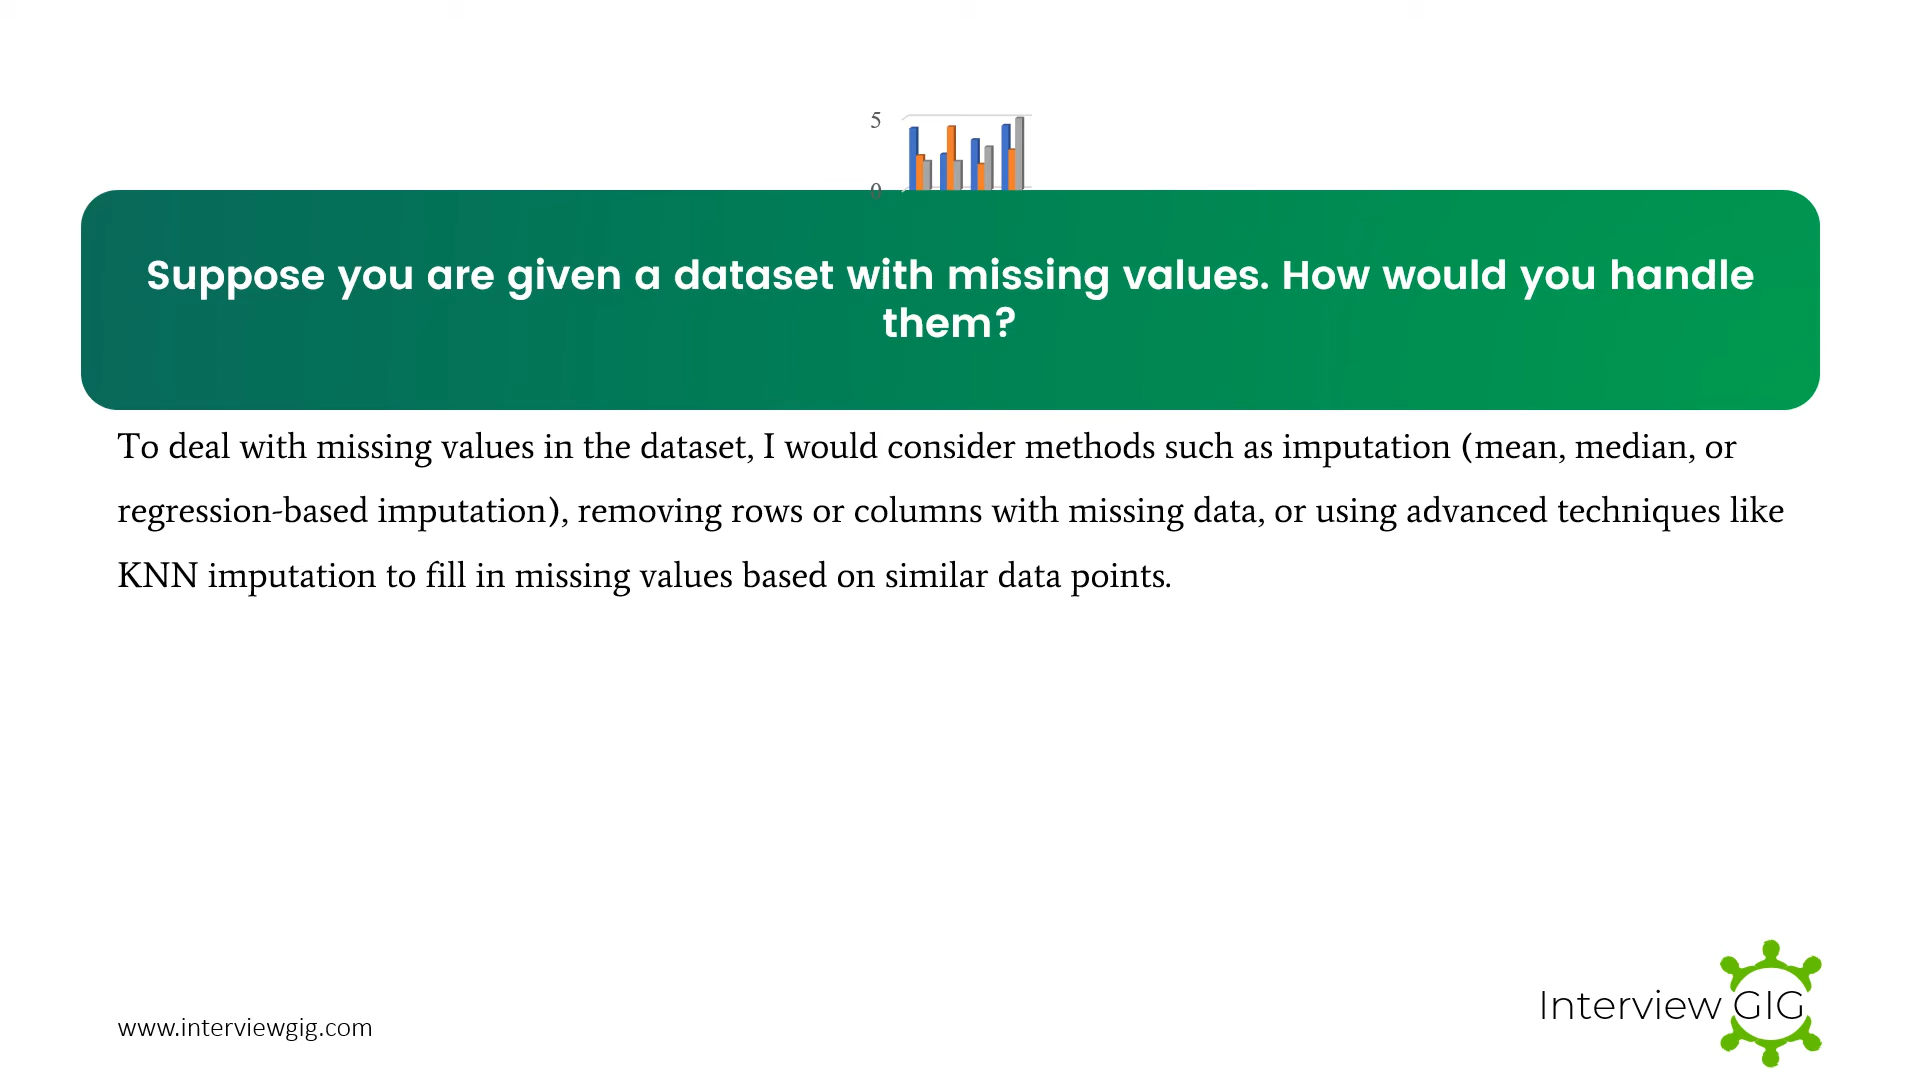 5
0
Suppose you are given a dataset with missing values. How would you handle
them?
To deal with missing values in the dataset, I would consider methods such as imputation (mean, median, or
regression-based imputation), removing rows or columns with missing data, or using advanced techniques like
KNN imputation to fill in missing values based on similar data points.
Interview GIG
www.interviewgig.com